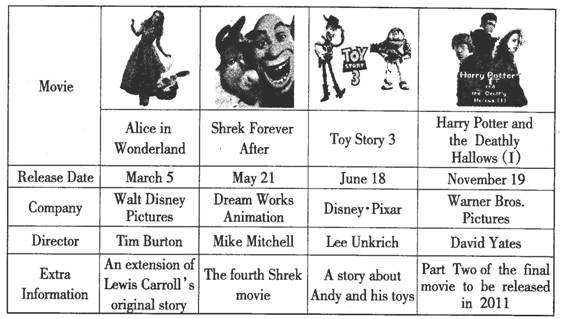 Movie
TOY
STORY
3
Harry Potter
and
the Deathly
Alice in
Wonderland
Shrek Forever
After
Toy Story 3
Harry Potter and
the Deathly
Hallows (I)
Release Date
March 5
May 21
June 18
November 19
Company
Walt Disney
Pictures
Dream Works
Animation
Disney·Pixar
Warner Bros.
Pictures
Director
Tim Burton
Mike Mitchell
Lee Unkrich
David Yates
Extra
Information
An extension of
Lewis Carroll's
original story
The fourth Shrek
movie
A story about
Andy and his toys
Part Two of the final
movie to be released
in 2011